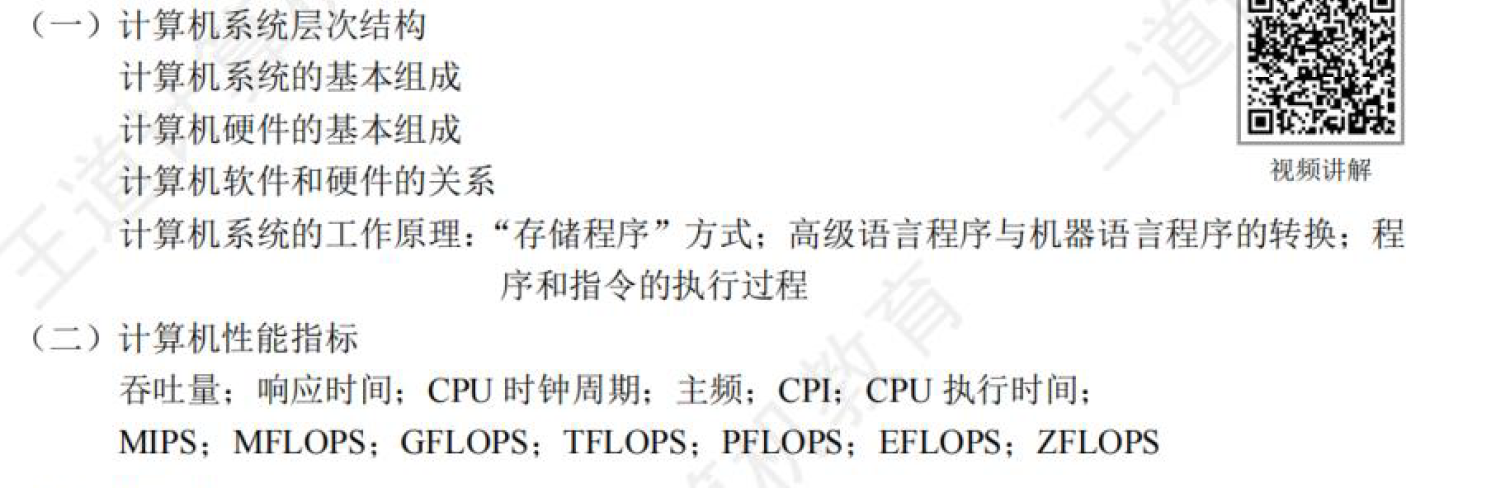 （一）计算机系统层次结构
计算机系统的基本组成
计算机硬件的基本组成
计算机软件和硬件的关系
视频讲解
计算机系统的工作原理：“存储程序”方式；高级语言程序与机器语言程序的转换；程
序和指令的执行过程
（二）计算机性能指标
吞吐量；响应时间；CPU 时钟周期；主频；CPI；CPU 执行时间；
MIPS；MFLOPS；GFLOPS；TFLOPS；PFLOPS；EFLOPS；ZFLOPS